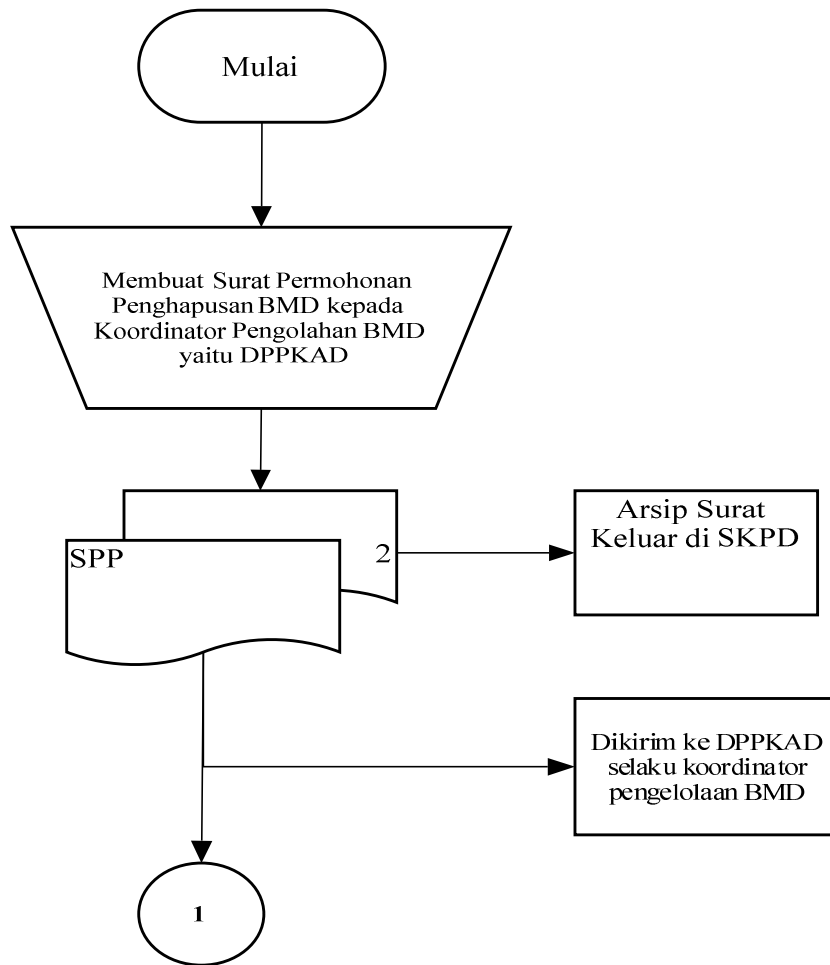 Mulai
Membuat Surat Permohonan
Penghapusan BMD kepada
Koordinator Pengolahan BMD
yaitu DPPKAD
SPP
2
Arsip Surat
Keluar di SKPD
Dikirim ke DPPKAD
selaku koordinator
pengelolaan BMD
1